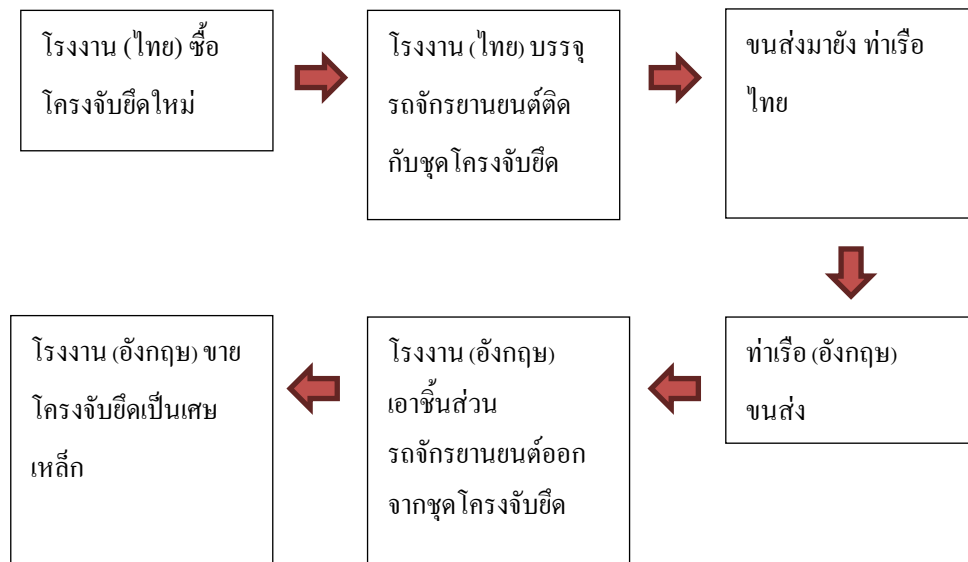 โรงงาน (ไทย) ซื้อ
โครงจับยึดใหม่
โรงงาน (ไทย) บรรจุ
รถจักรยานยนต์ติด
กับชุดโครงจับยึด
ขนส่งมายัง ท่าเรือ
ไทย
ท่าเรือ (อังกฤษ)
ขนส่ง
โรงงาน (อังกฤษ)
เอาชิ้นส่วน
รถจักรยานยนต์ออก
จากชุดโครงจับยึด
โรงงาน (อังกฤษ) ขาย
โครงจับยึดเป็นเศษ
เหล็ก